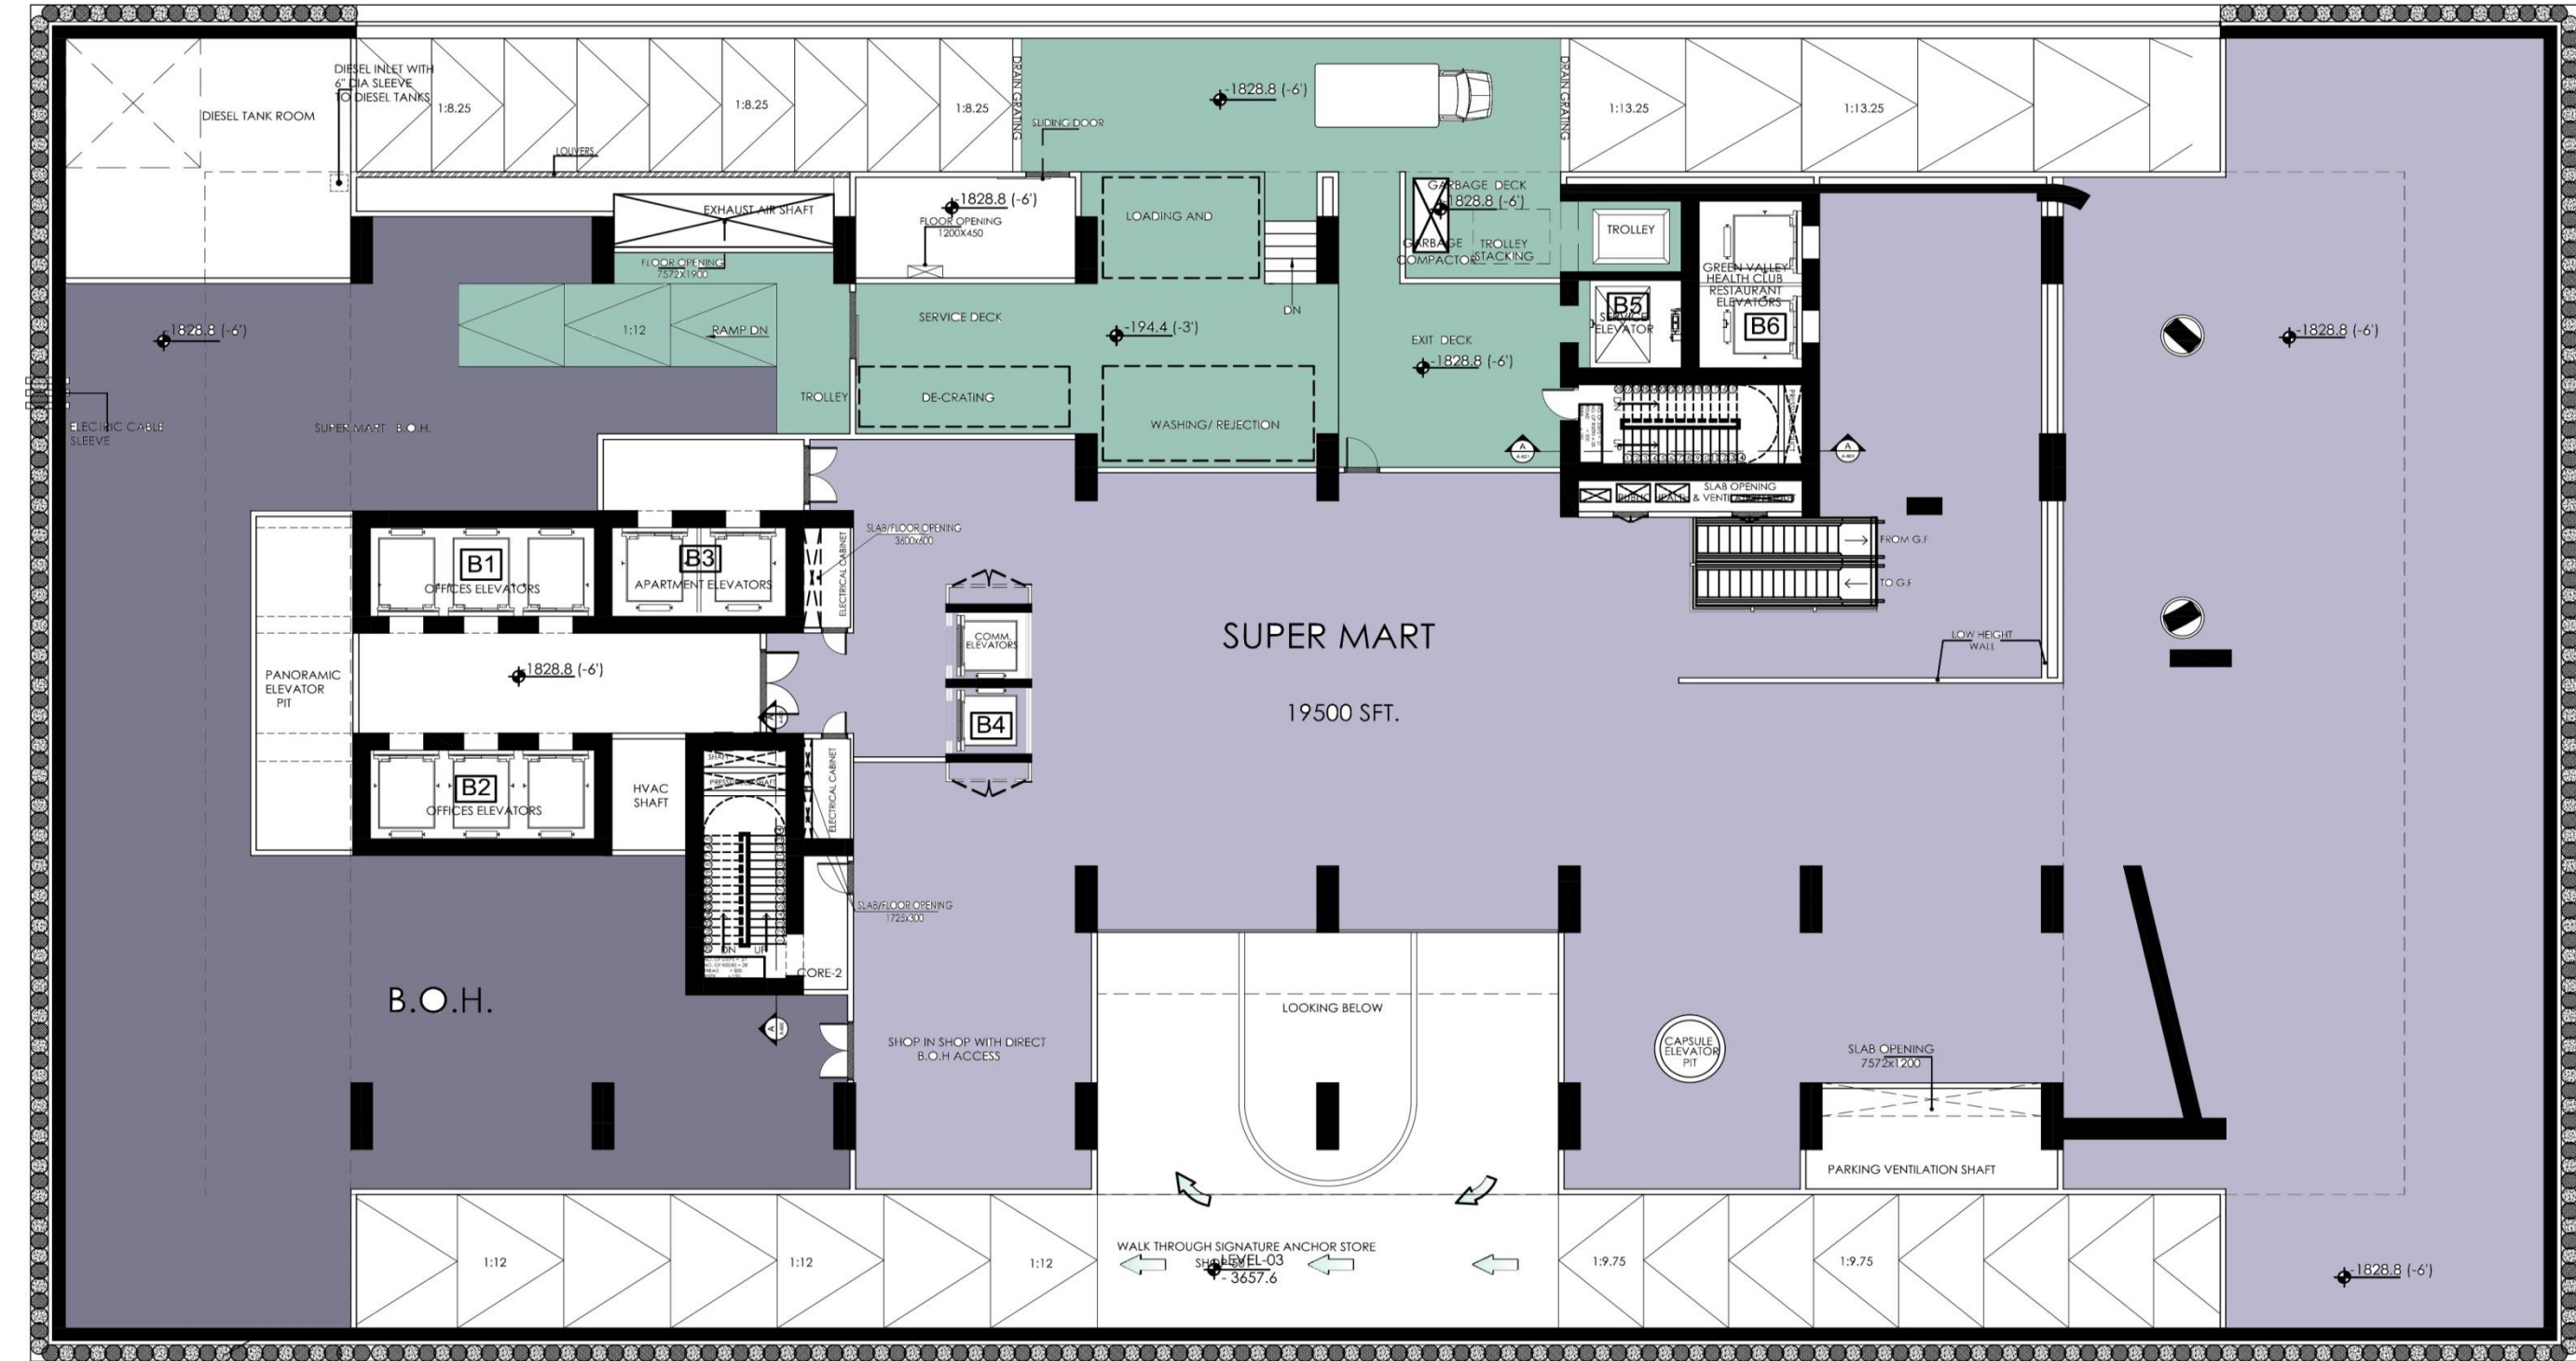 DIESEL INLET WITH
6" DIA SLEEVE
TO DIESEL TANKS
DIESEL TANK ROOM
1:8.25
1:8.25
1:8.25
DRAIN GRATING
-1828.8 (-6')
DRAIN GRATING
1:13.25
1:13.25
SLIDING DOOR
LOUVERS
EXHAUST AIR SHAFT
FLOOR OPENING
7572X1900
-1828.8 (-6')
FLOOR OPENING
1200X450
LOADING AND
GARBAGE DECK
-1828.8 (-6')
GARBAGE
COMPACTOR
TROLLEY
STACKING
TROLLEY
GREEN VALLEY
HEALTH CLUB
RESTAURANT
ELEVATORS
B6
B5
SERVICE
ELEVATOR
-1828.8 (-6')
1:12
RAMP DN
SERVICE DECK
-194.4 (-3')
DN
EXIT DECK
-1828.8 (-6')
-1828.8 (-6')
TROLLEY
DE-CRATING
WASHING/ REJECTION
DN
UP
A
A
ELECTRIC CABLE
SLEEVE
SUPER MART B.O.H.
SLAB OPENING
FROM G.F
TO G.F
SLAB/FLOOR OPENING
3600x600
ELECTRICAL CABINET
B1
OFFICES ELEVATORS
B3
APARTMENT ELEVATORS
COMM.
ELEVATORS
B4
SUPER MART
19500 SFT.
LOW HEIGHT
WALL
PANORAMIC
ELEVATOR
PIT
-1828.8 (-6')
B2
OFFICES ELEVATORS
HVAC
SHAFT
SHAFT
ELECTRICAL CABINET
SLAB/FLOOR OPENING
1725x300
DN
UP
CORE-2
B.O.H.
A
SHOP IN SHOP WITH DIRECT
B.O.H ACCESS
LOOKING BELOW
CAPSULE
ELEVATOR
PIT
SLAB OPENING
7572x1200
PARKING VENTILATION SHAFT
1:12
1:12
1:12
WALK THROUGH SIGNATURE ANCHOR STORE
LEVEL-03
- 3657.6
1:9.75
1:9.75
-1828.8 (-6')